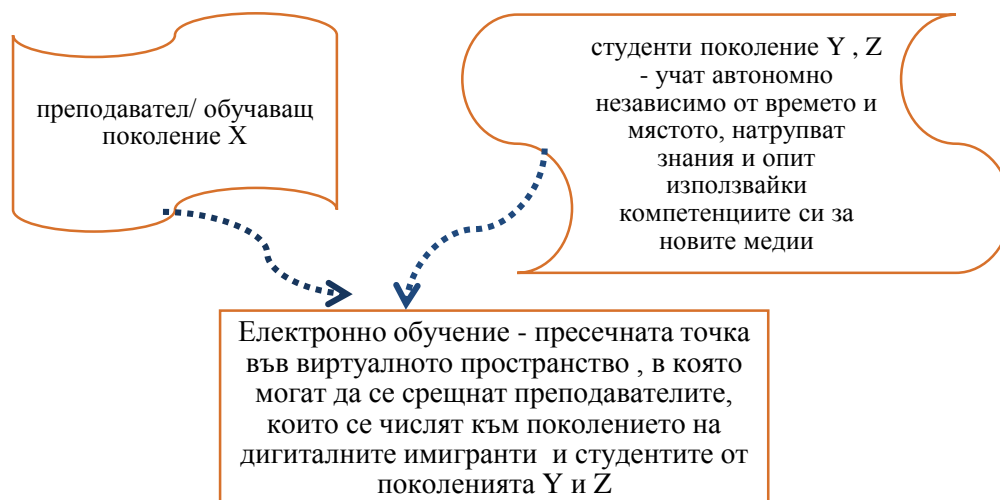 преподавател/ обучаващ
поколение X
студенти поколение Y , Z
- учат автономно
независимо от времето и
мястото, натрупват
знания и опит
използвайки
компетенциите си за
новите медии
Електронно обучение - пресечната точка
във виртуалното пространство , в която
могат да се срещнат преподавателите,
които се числят към поколението на
дигиталните имигранти и студентите от
поколенията Y и Z